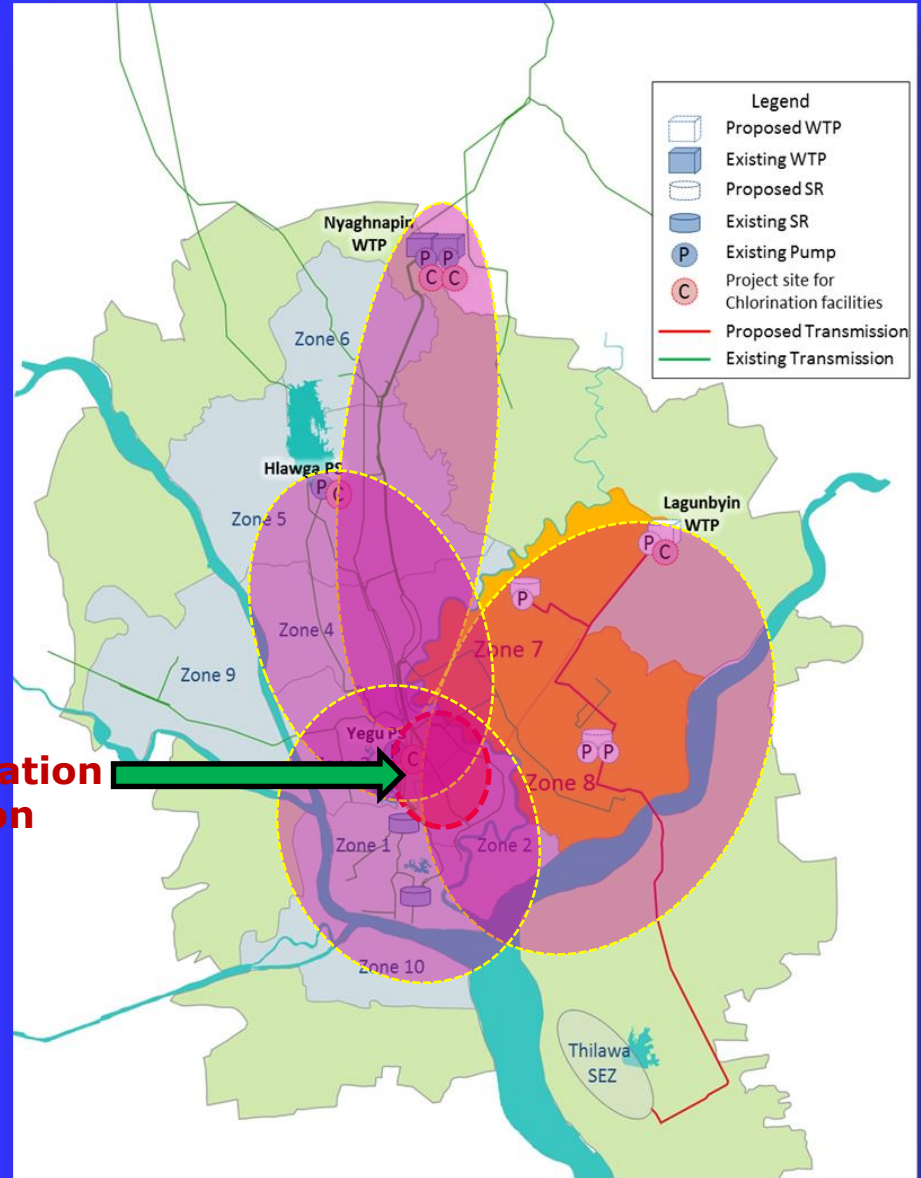 Legend
Proposed WTP
Existing WTP
Proposed SR
Existing SR
P Existing Pump
C Project site for
Chlorination facilities
Proposed Transmission
Existing Transmission
Nyaghnapin
WTP
P P
C C
Zone 6
Hlawga PS
P C
Zone 5
Lagunbyin
WTP
P C
P
Zone 4
Zone 7
Zone 9
Yegu PS
C
P P
ation
on
Zone 8
Zone 1
Zone 2
Zone 10
Thilawa
SEZ